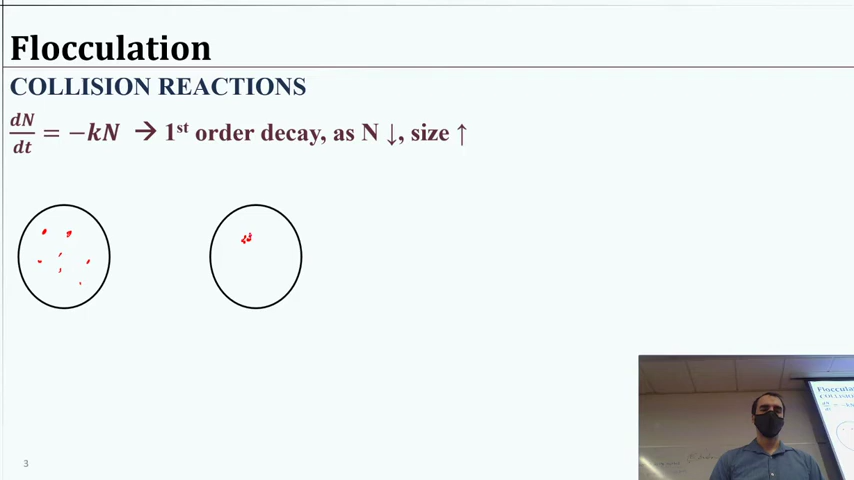 Flocculation
COLLISION REACTIONS
dN/dt = −kN → 1st order decay, as N ↓, size ↑
3